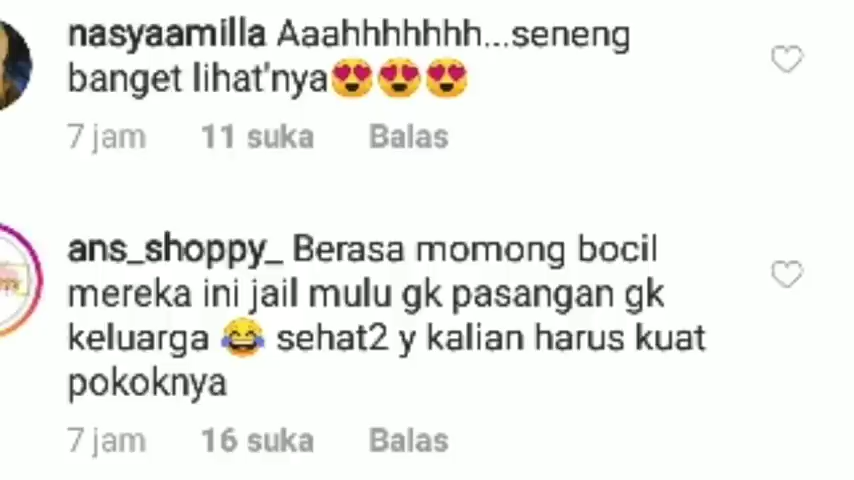 nasyaamilla Aaahhhhhhh...seneng
banget lihat'nya😍😍😍
7 jam 11 suka Balas
ans_shoppy_ Berasa momong bocil
mereka ini jail mulu gk pasangan gk
keluarga 😂 sehat2 y kalian harus kuat
pokoknya
7 jam 16 suka Balas